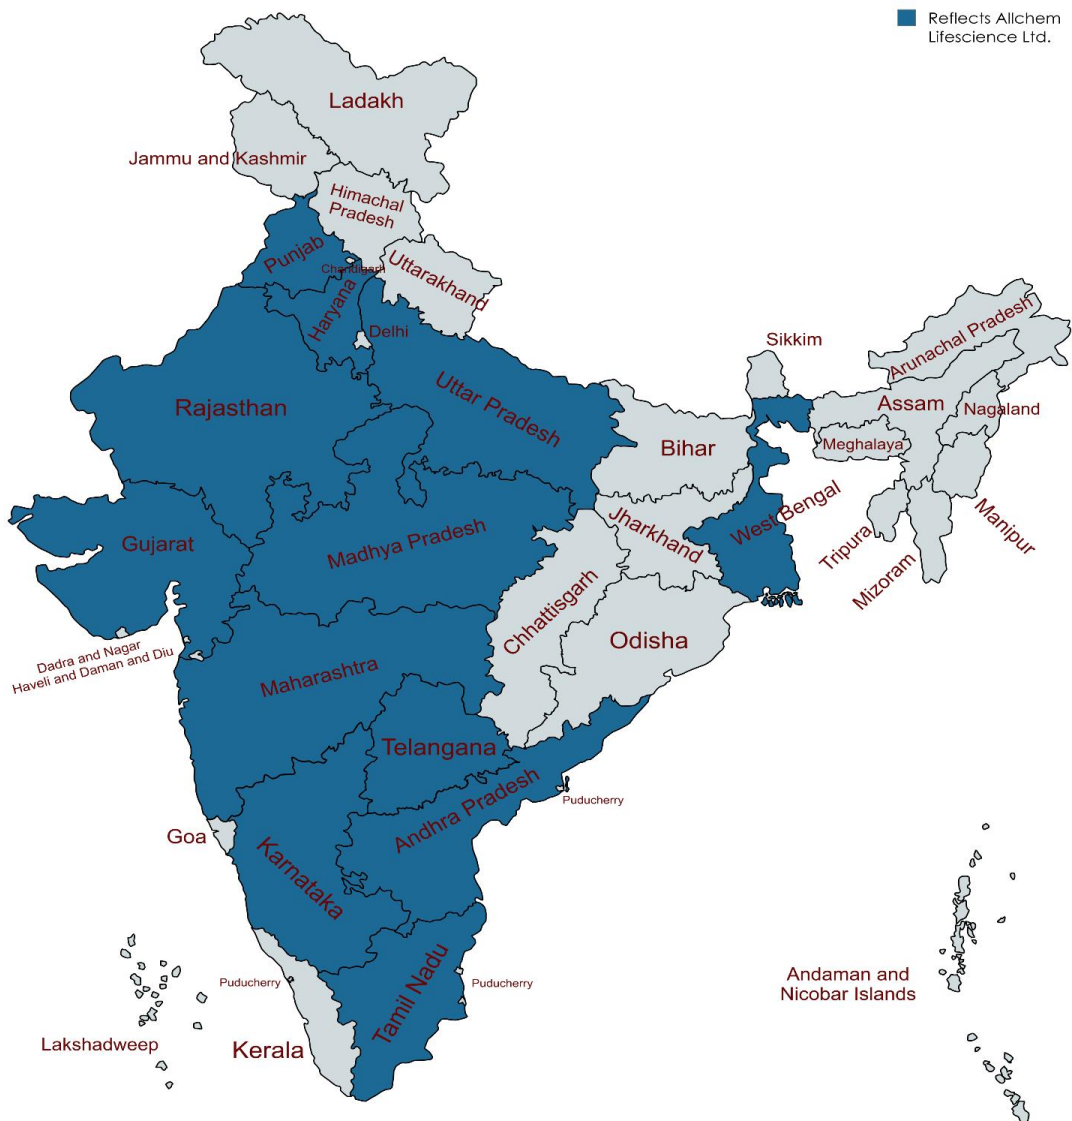 Reflects Allchem
Lifescience Ltd.
Ladakh
Jammu and Kashmir
Himachal
Pradesh
Punjab
Chandigarh
Uttarakhand
Haryana
Delhi
Arunachal Pradesh
Sikkim
Rajasthan
Uttar Pradesh
Assam
Nagaland
Bihar
Meghalaya
Gujarat
Madhya Pradesh
Jharkhand
West Bengal
Tripura
Manipur
Mizoram
Chhattisgarh
Odisha
Dadra and Nagar
Haveli and Daman and Diu
Maharashtra
Telangana
Andhra Pradesh
Puducherry
Goa
Karnataka
Puducherry
Tamil Nadu
Puducherry
Andaman and
Nicobar Islands
Lakshadweep
Kerala